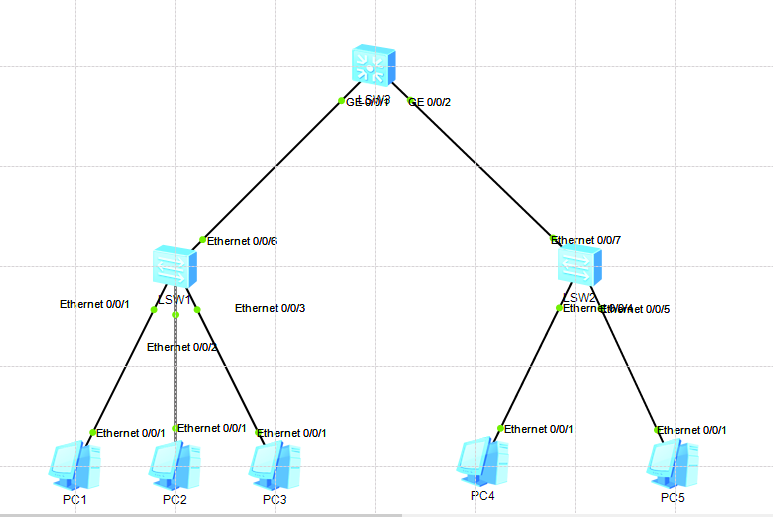 GE 0/0/1
LSW3
GE 0/0/2
Ethernet 0/0/6
Ethernet 0/0/7
LSW1
LSW2
Ethernet 0/0/1
Ethernet 0/0/3
Ethernet 0/0/4
Ethernet 0/0/5
Ethernet 0/0/2
Ethernet 0/0/1
Ethernet 0/0/1
Ethernet 0/0/1
Ethernet 0/0/1
Ethernet 0/0/1
PC1
PC2
PC3
PC4
PC5